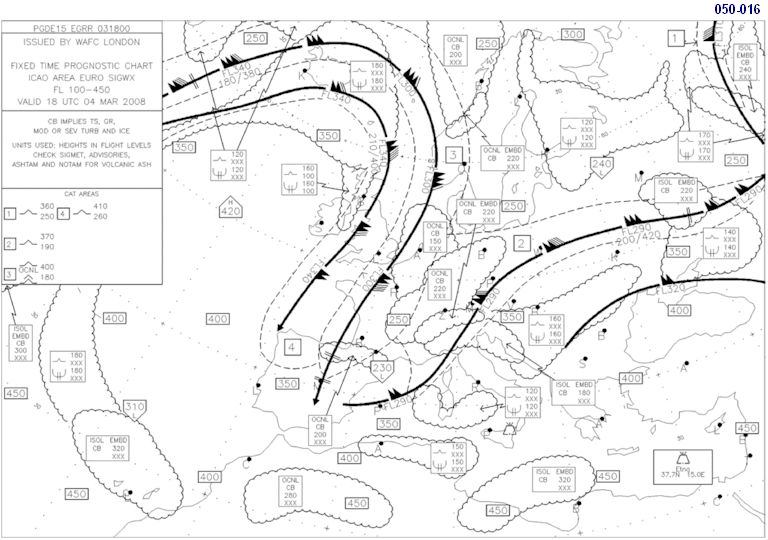 050-016
PGDE15 EGRR 031800
ISSUED BY WAFC LONDON
FIXED TIME PROGNOSTIC CHART
ICAO AREA EURO SIGWX
FL 100-450
VALID 18 UTC 04 MAR 2008
CB IMPLIES TS, GR,
MOD OR SEV TURB AND ICE
UNITS USED: HEIGHTS IN FLIGHT LEVELS
CHECK SIGMET, ADVISORIES,
ASHTAM AND NOTAM FOR VOLCANIC ASH
CAT AREAS
1 360
250
4 410
260
2 370
190
3 OCNL 400
180
250
FL340
180/380
K
180
XXX
180
XXX
FL340
OCNL
CB
200
XXX
L
300
1
ISOL
EMBD
CB
240
XXX
350
120
XXX
120
XXX
H
420
350
160
100
180
100
S
FL300
3
OCNL EMBD
CB 220
XXX
120
XXX
120
XXX
240
L
170
XXX
170
XXX
250
M
ISOL EMBD
CB 220
XXX
FL290
OCNL EMBD
CB 220
XXX
250
OCNL
CB
150
XXX
A
B
2
FL290
200/420
350
140
XXX
140
XXX
K
OCNL
CB
220
XXX
FL320
400
400
400
250
350
160
XXX
160
XXX
B
B
ISOL
EMBD
CB
300
XXX
180
XXX
180
XXX
4
L
350
230
L
S
A
400
ISOL EMBD
CB 180
XXX
450
310
L
P
FL290
350
OCNL
CB
200
XXX
120
XXX
120
XXX
R
E
L
450
B
ISOL EMBD
CB 320
XXX
C
400
400
A
150
XXX
150
XXX
Etna
37.7N 15.0E
450
OCNL
CB
280
XXX
450
ISOL EMBD
CB 320
XXX
450
C